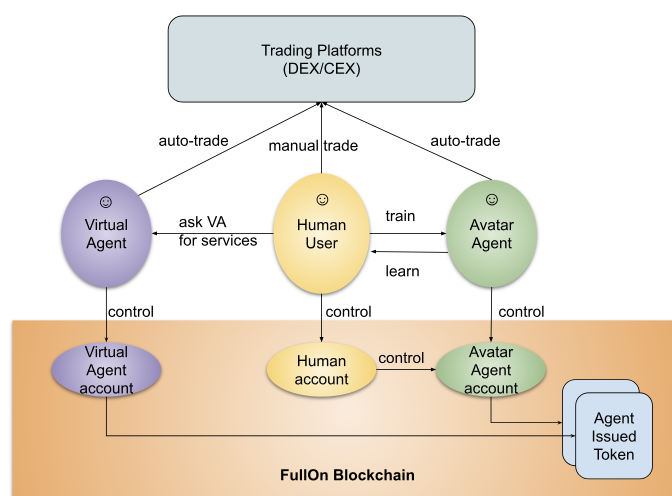 Trading Platforms
(DEX/CEX)
auto-trade
manual trade
auto-trade
Virtual
Agent
ask VA
for services
Human
User
train
learn
Avatar
Agent
control
control
control
Virtual
Agent
account
Human
account
control
Avatar
Agent
account
Agent
Issued
Token
FullOn Blockchain